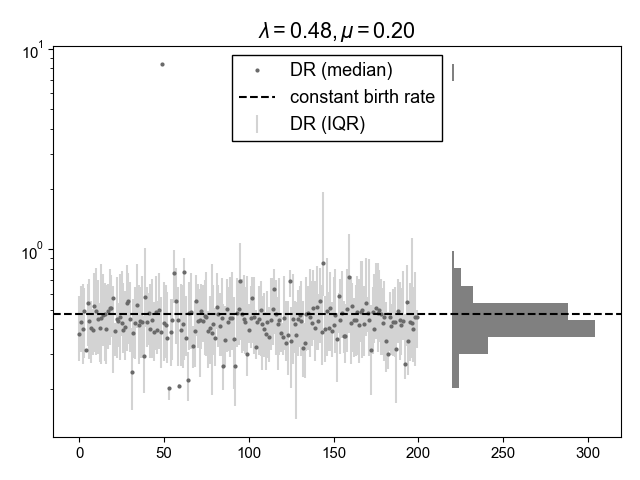 λ = 0.48, μ = 0.20
10¹
DR (median)
constant birth rate
DR (IQR)
10⁰
0 50 100 150 200 250 300